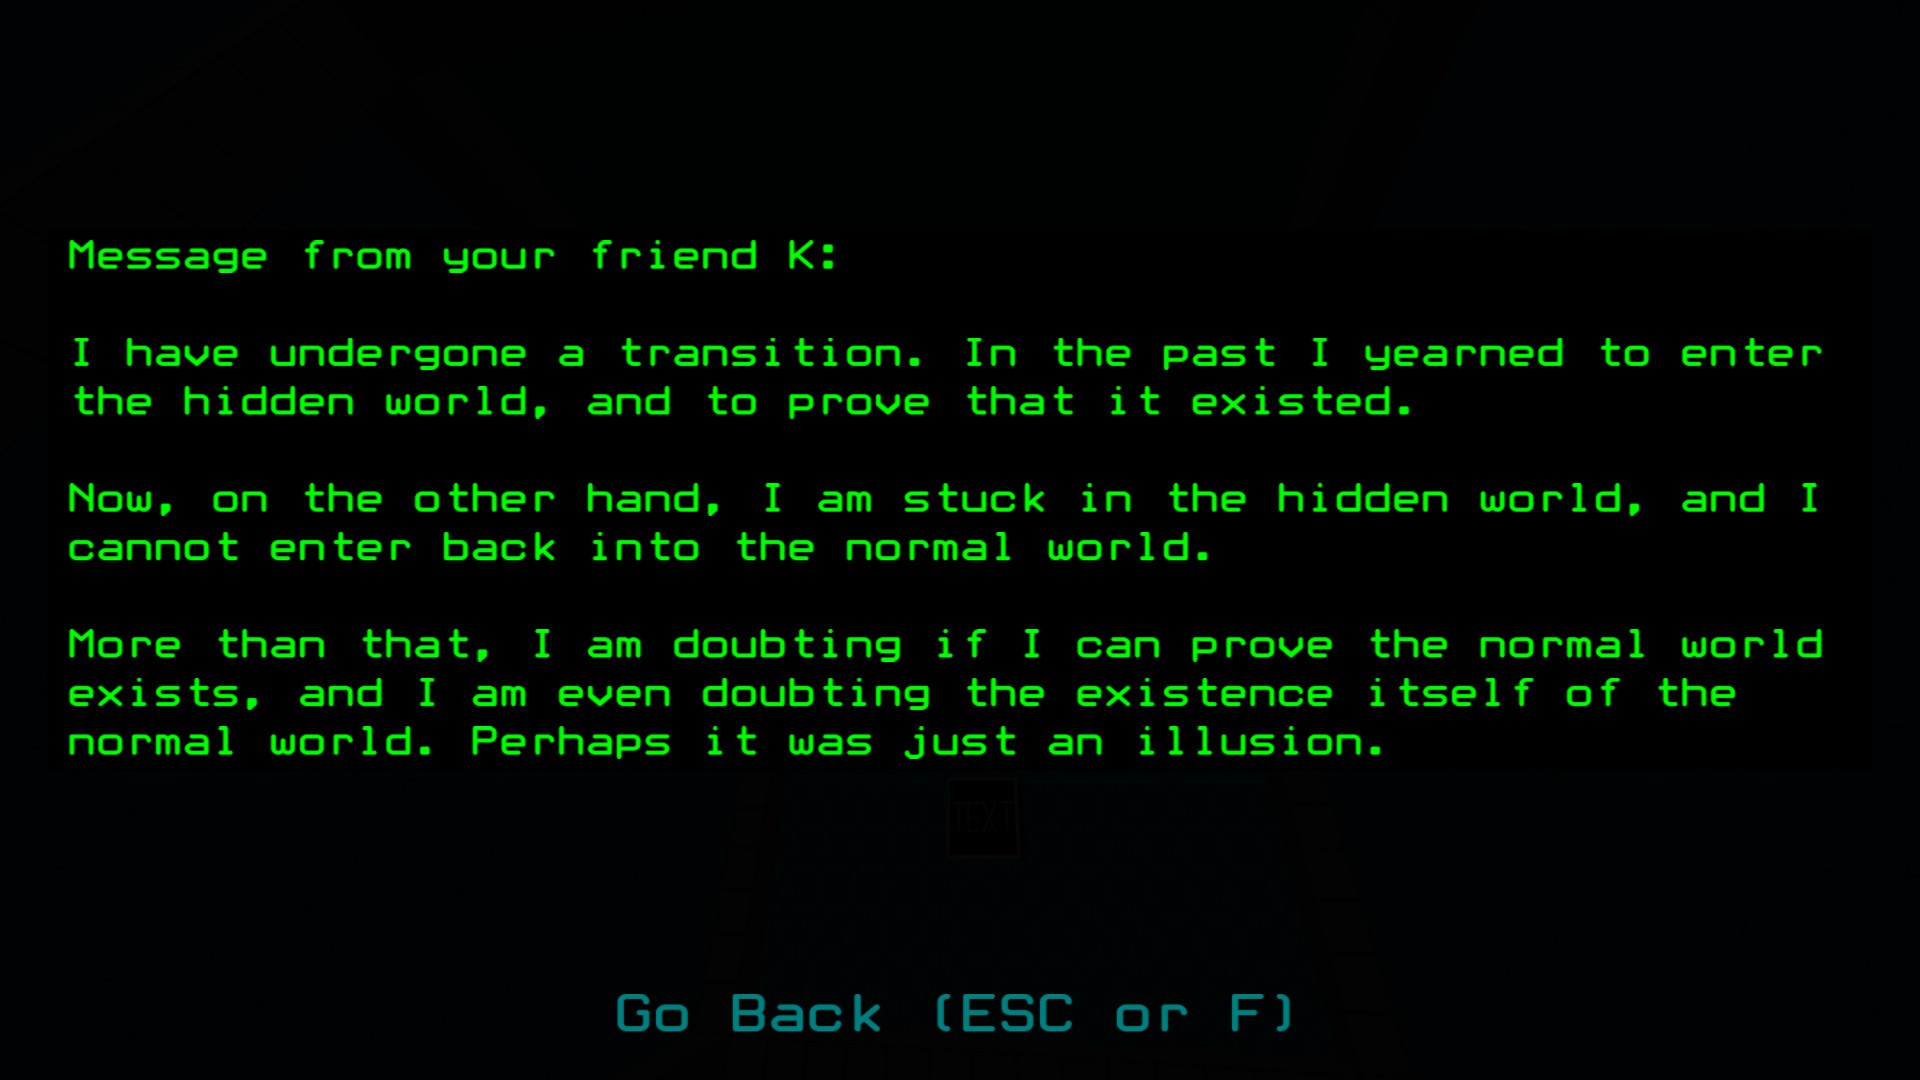 Message from your friend K:
I have undergone a transition. In the past I yearned to enter
the hidden world, and to prove that it existed.
Now, on the other hand, I am stuck in the hidden world, and I
cannot enter back into the normal world.
More than that, I am doubting if I can prove the normal world
exists, and I am even doubting the existence itself of the
normal world. Perhaps it was just an illusion.
TEXT
Go Back (ESC or F)